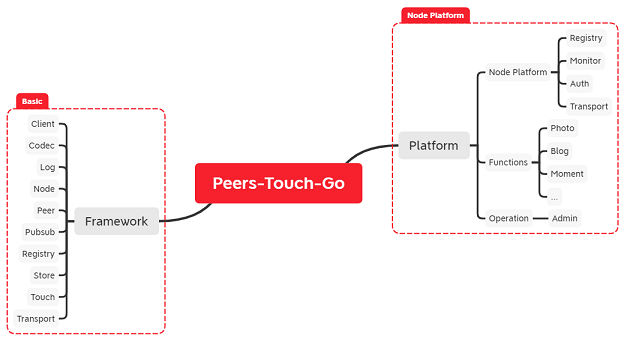 Node Platform
Registry
Monitor
Node Platform
Auth
Transport
Platform
Photo
Blog
Functions
Moment
...
Operation
Admin
Peers-Touch-Go
Basic
Client
Codec
Log
Node
Peer
Framework
Pubsub
Registry
Store
Touch
Transport